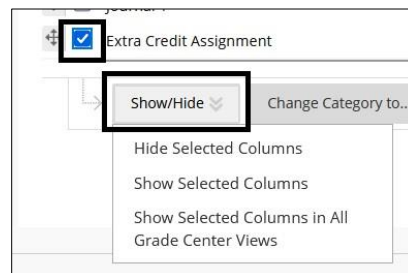 Extra Credit Assignment
Show/Hide
Change Category to...
Hide Selected Columns
Show Selected Columns
Show Selected Columns in All
Grade Center Views